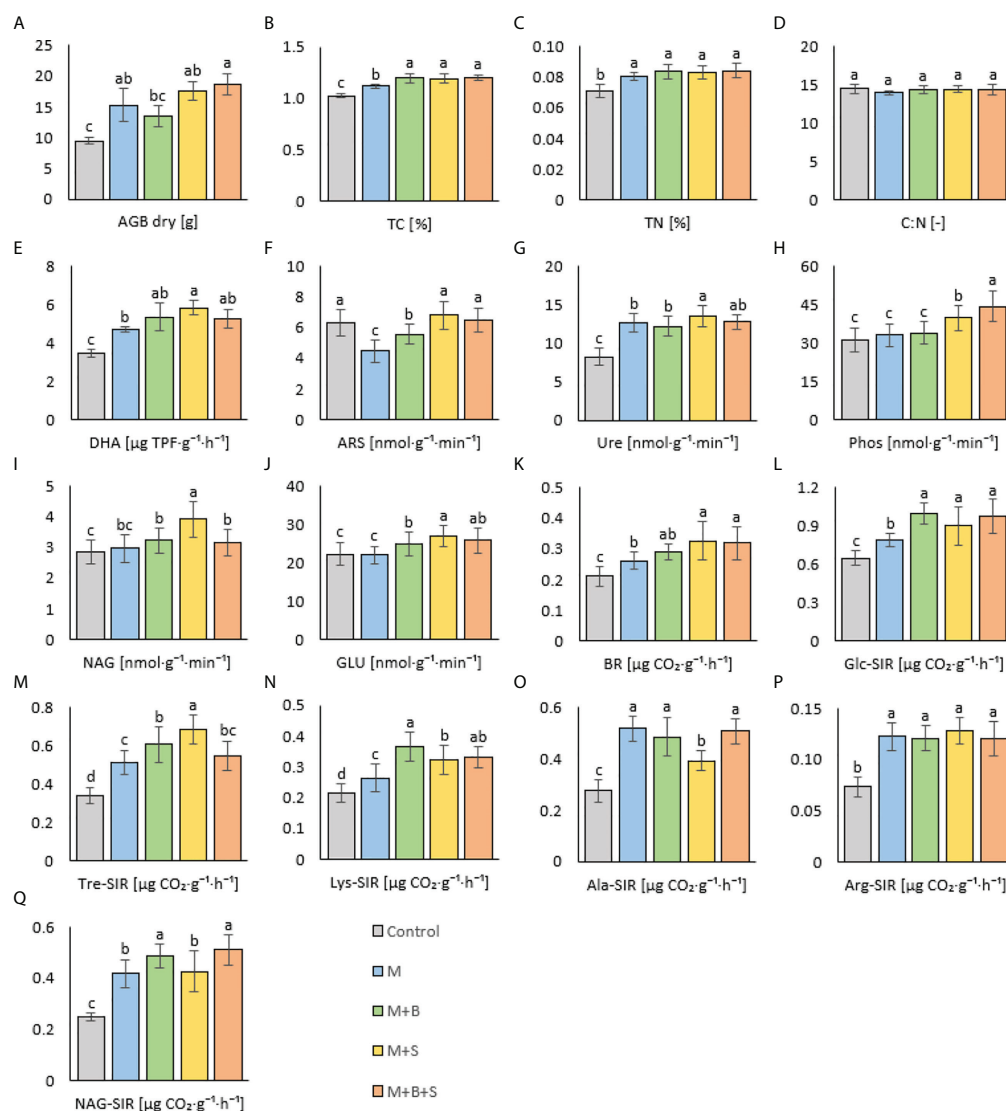 A B C D
25 20 15 10 5 0
c ab bc ab a
AGB dry [g]
1.5 1.0 0.5 0
c b a a a
TC [%]
0.10 0.08 0.06 0.04 0.02 0
b a a a a
TN [%]
20 15 10 5 0
a a a a a
C:N [-]
E F G H
8 6 4 2 0
c b ab a ab
DHA [µg TPF·g⁻¹·h⁻¹]
10 8 6 4 2 0
a c b a a
ARS [nmol·g⁻¹·min⁻¹]
20 15 10 5 0
c b b a ab
Ure [nmol·g⁻¹·min⁻¹]
60 45 30 15 0
c c c b a
Phos [nmol·g⁻¹·min⁻¹]
I J K L
5 4 3 2 1 0
c bc b a b
NAG [nmol·g⁻¹·min⁻¹]
40 30 20 10 0
c c b a ab
GLU [nmol·g⁻¹·min⁻¹]
0.5 0.4 0.3 0.2 0.1 0
c b ab a a
BR [µg CO₂·g⁻¹·h⁻¹]
1.2 0.9 0.6 0.3 0
c b a a a
Glc-SIR [µg CO₂·g⁻¹·h⁻¹]
M N O P
0.8 0.6 0.4 0.2 0
d c b a bc
Tre-SIR [µg CO₂·g⁻¹·h⁻¹]
0.5 0.4 0.3 0.2 0.1 0
d c a b ab
Lys-SIR [µg CO₂·g⁻¹·h⁻¹]
0.6 0.4 0.2 0
c a a b a
Ala-SIR [µg CO₂·g⁻¹·h⁻¹]
0.15 0.10 0.05 0
b a a a a
Arg-SIR [µg CO₂·g⁻¹·h⁻¹]
Q
0.6 0.4 0.2 0
c b a b a
NAG-SIR [µg CO₂·g⁻¹·h⁻¹]
Control
M
M+B
M+S
M+B+S